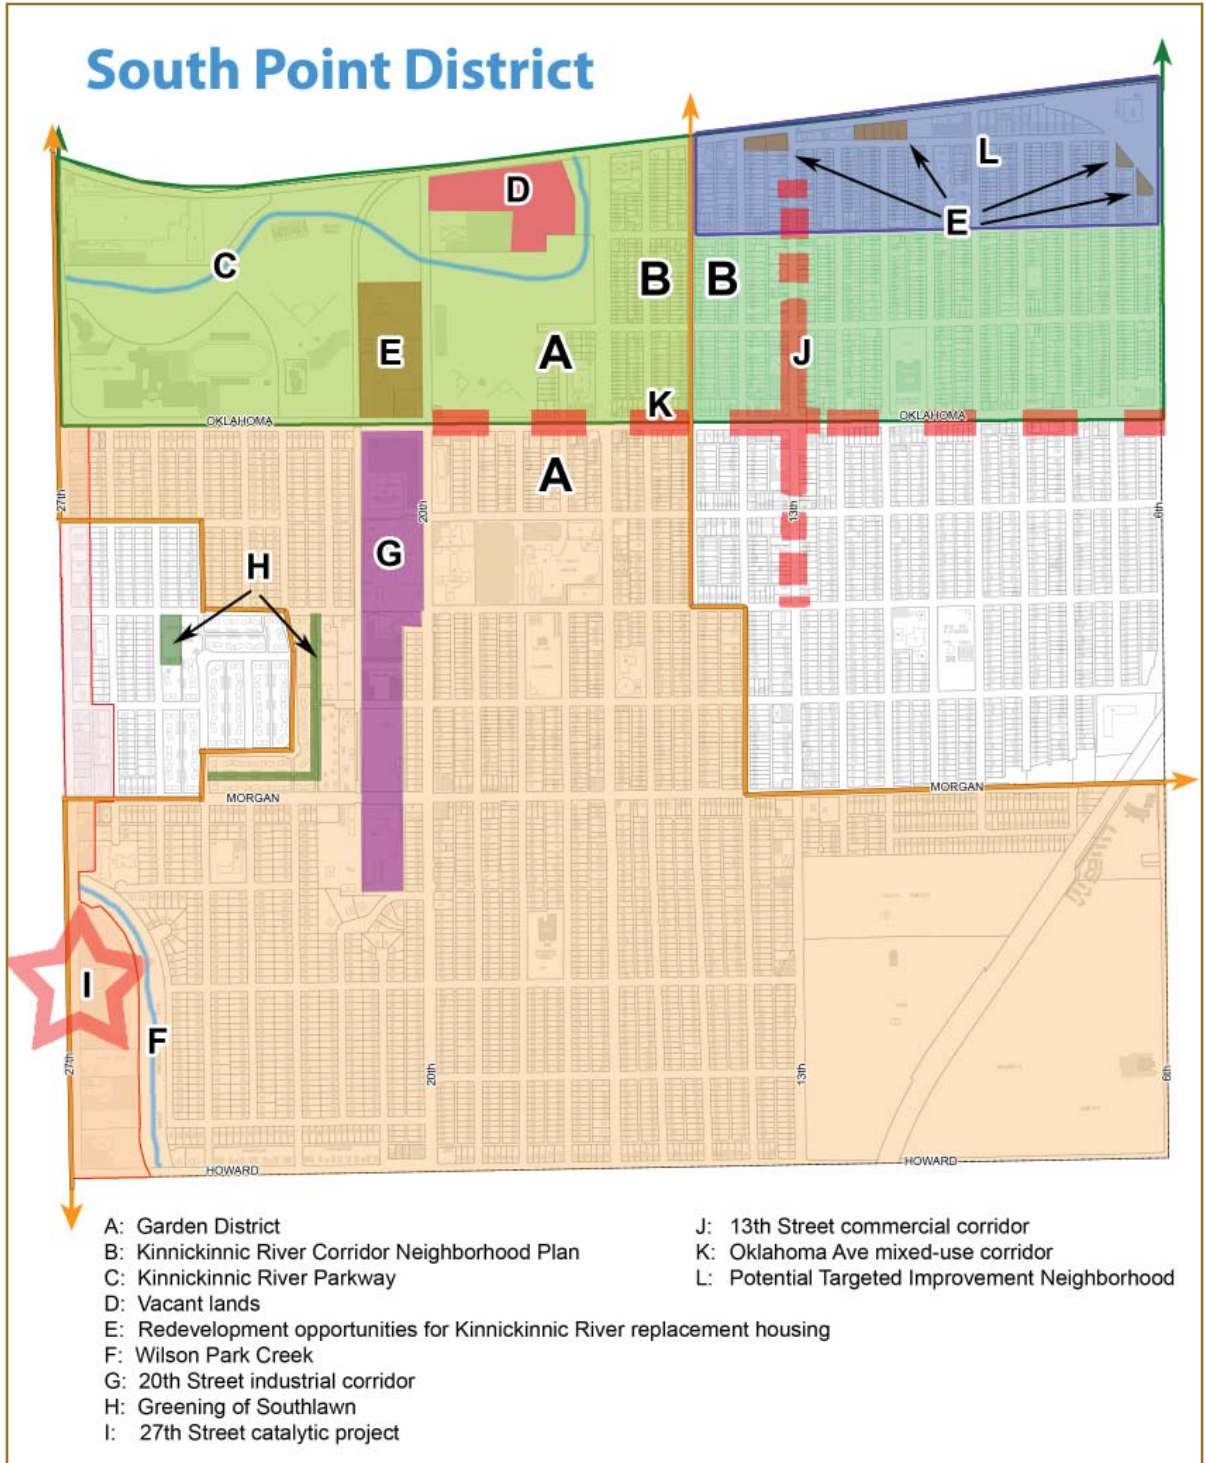 South Point District
L
D
E
C
B
B
E
A
J
K
OKLAHOMA
OKLAHOMA
A
27th
20th
13th
6th
G
H
MORGAN
MORGAN
I
F
27th
20th
13th
6th
HOWARD
HOWARD
A: Garden District
B: Kinnickinnic River Corridor Neighborhood Plan
C: Kinnickinnic River Parkway
D: Vacant lands
E: Redevelopment opportunities for Kinnickinnic River replacement housing
F: Wilson Park Creek
G: 20th Street industrial corridor
H: Greening of Southlawn
I: 27th Street catalytic project
J: 13th Street commercial corridor
K: Oklahoma Ave mixed-use corridor
L: Potential Targeted Improvement Neighborhood